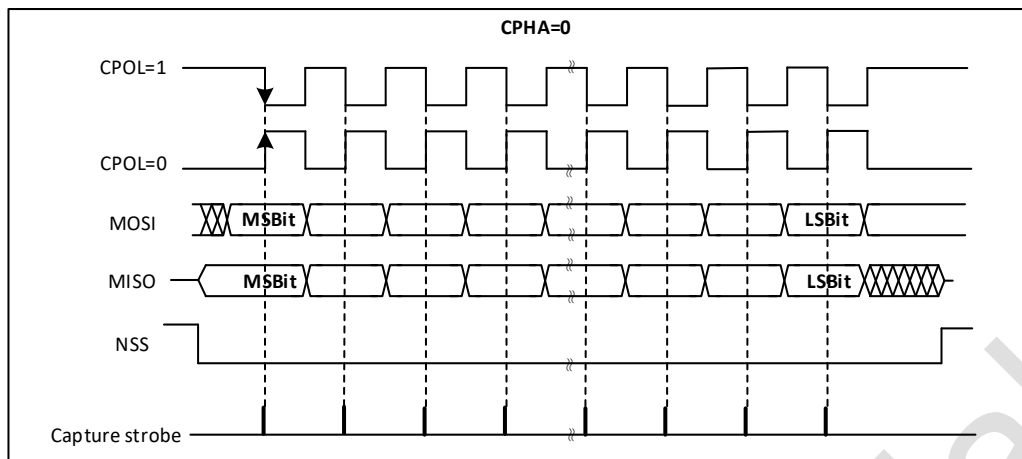 CPHA=0
CPOL=1
CPOL=0
MOSI MSBit LSBit
MISO MSBit LSBit
NSS
Capture strobe